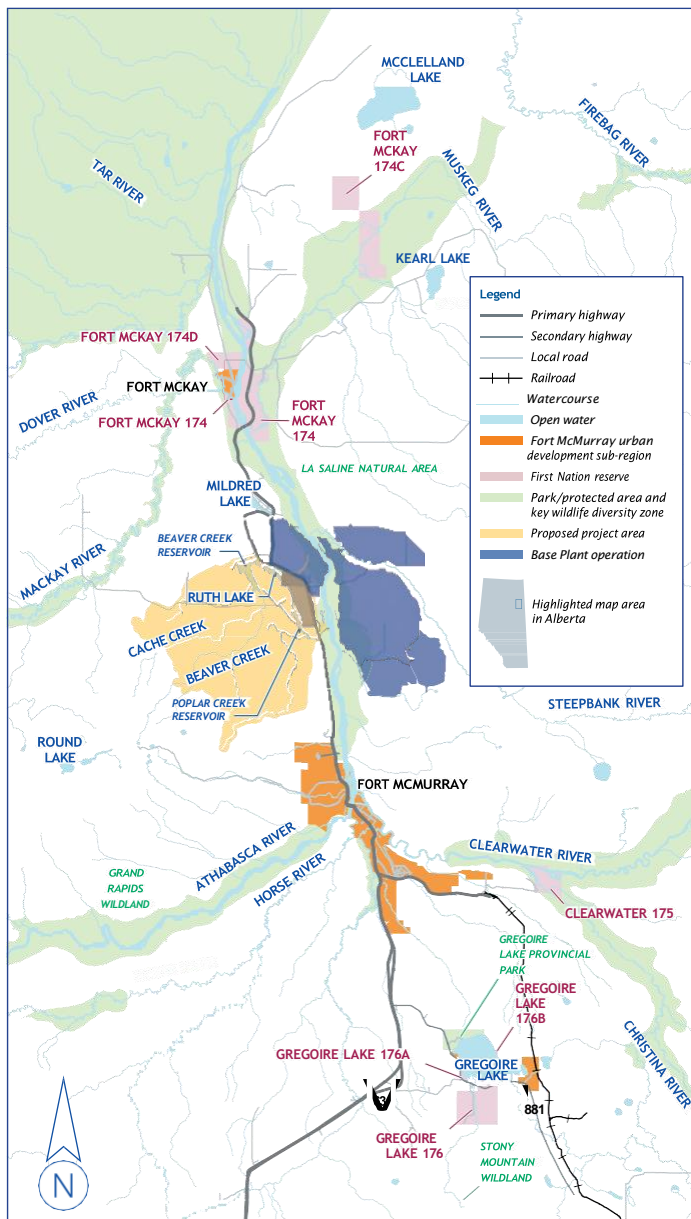 MCCLELLAND
LAKE
FIREBAG RIVER
FORT
MCKAY
174C
TAR RIVER
MUSKEG RIVER
KEARL LAKE
Legend
Primary highway
Secondary highway
Local road
Railroad
Watercourse
Open water
Fort McMurray urban
development sub-region
First Nation reserve
Park/protected area and
key wildlife diversity zone
Proposed project area
Base Plant operation
Highlighted map area
in Alberta
FORT MCKAY 174D
FORT MCKAY
DOVER RIVER
FORT MCKAY 174
FORT
MCKAY
174
LA SALINE NATURAL AREA
MILDRED
LAKE
BEAVER CREEK
RESERVOIR
MACKAY RIVER
RUTH LAKE
CACHE CREEK
BEAVER CREEK
POPLAR CREEK
RESERVOIR
STEEPBANK RIVER
ROUND
LAKE
FORT MCMURRAY
ATHABASCA RIVER
HORSE RIVER
CLEARWATER RIVER
GRAND
RAPIDS
WILDLAND
CLEARWATER 175
GREGOIRE
LAKE PROVINCIAL
PARK
GREGOIRE
LAKE
176B
CHRISTINA RIVER
GREGOIRE LAKE 176A
GREGOIRE
LAKE
881
GREGOIRE
LAKE 176
STONY
MOUNTAIN
WILDLAND
N